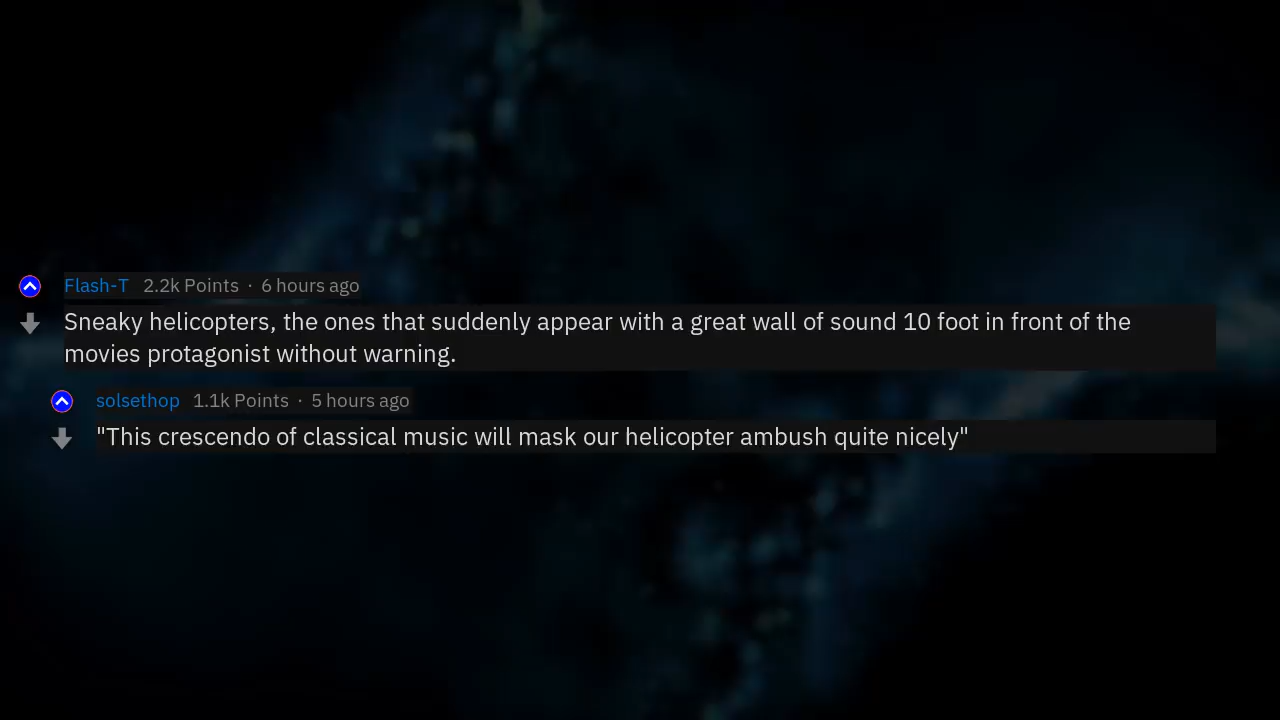 Flash-T 2.2k Points · 6 hours ago
Sneaky helicopters, the ones that suddenly appear with a great wall of sound 10 foot in front of the
movies protagonist without warning.
solsethop 1.1k Points · 5 hours ago
"This crescendo of classical music will mask our helicopter ambush quite nicely"